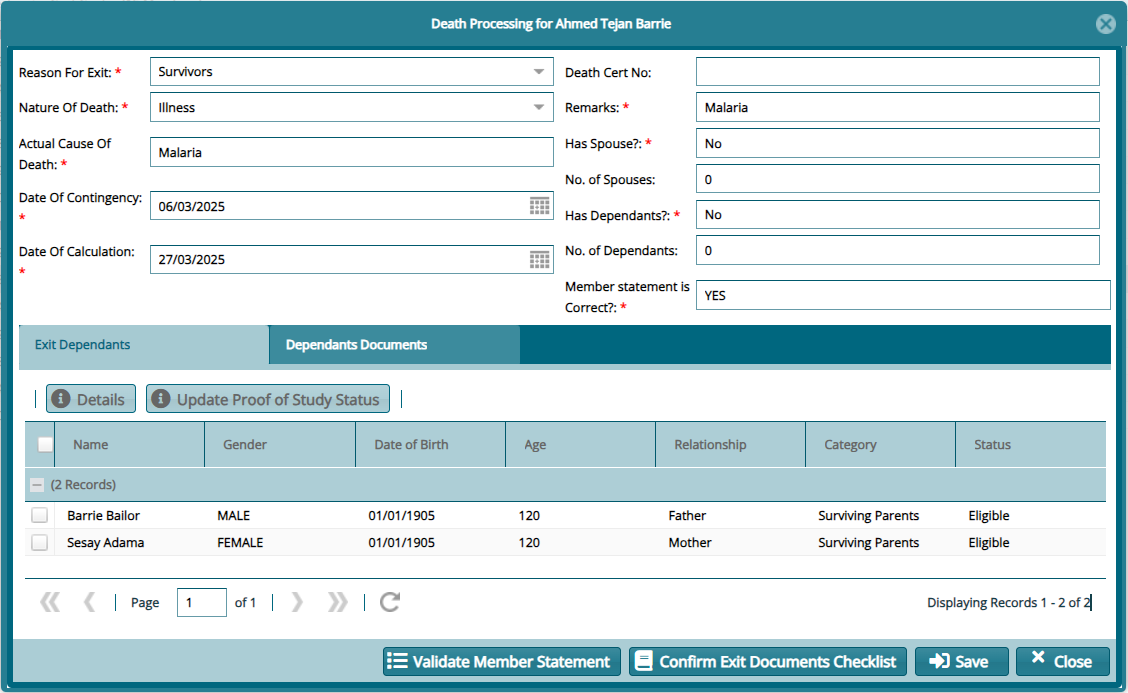 Death Processing for Ahmed Tejan Barrie
Reason For Exit: *
Survivors
Nature Of Death: *
Illness
Actual Cause Of
Death: *
Malaria
Date Of Contingency:
*
06/03/2025
Date Of Calculation:
*
27/03/2025
Death Cert No:
Remarks: *
Malaria
Has Spouse?: *
No
No. of Spouses:
0
Has Dependants?: *
No
No. of Dependants:
0
Member statement is
Correct?: *
YES
Exit Dependants
Dependants Documents
Details
Update Proof of Study Status
Name Gender Date of Birth Age Relationship Category Status
(2 Records)
Barrie Bailor MALE 01/01/1905 120 Father Surviving Parents Eligible
Sesay Adama FEMALE 01/01/1905 120 Mother Surviving Parents Eligible
Page 1 of 1
Displaying Records 1 - 2 of 2
Validate Member Statement
Confirm Exit Documents Checklist
Save
Close